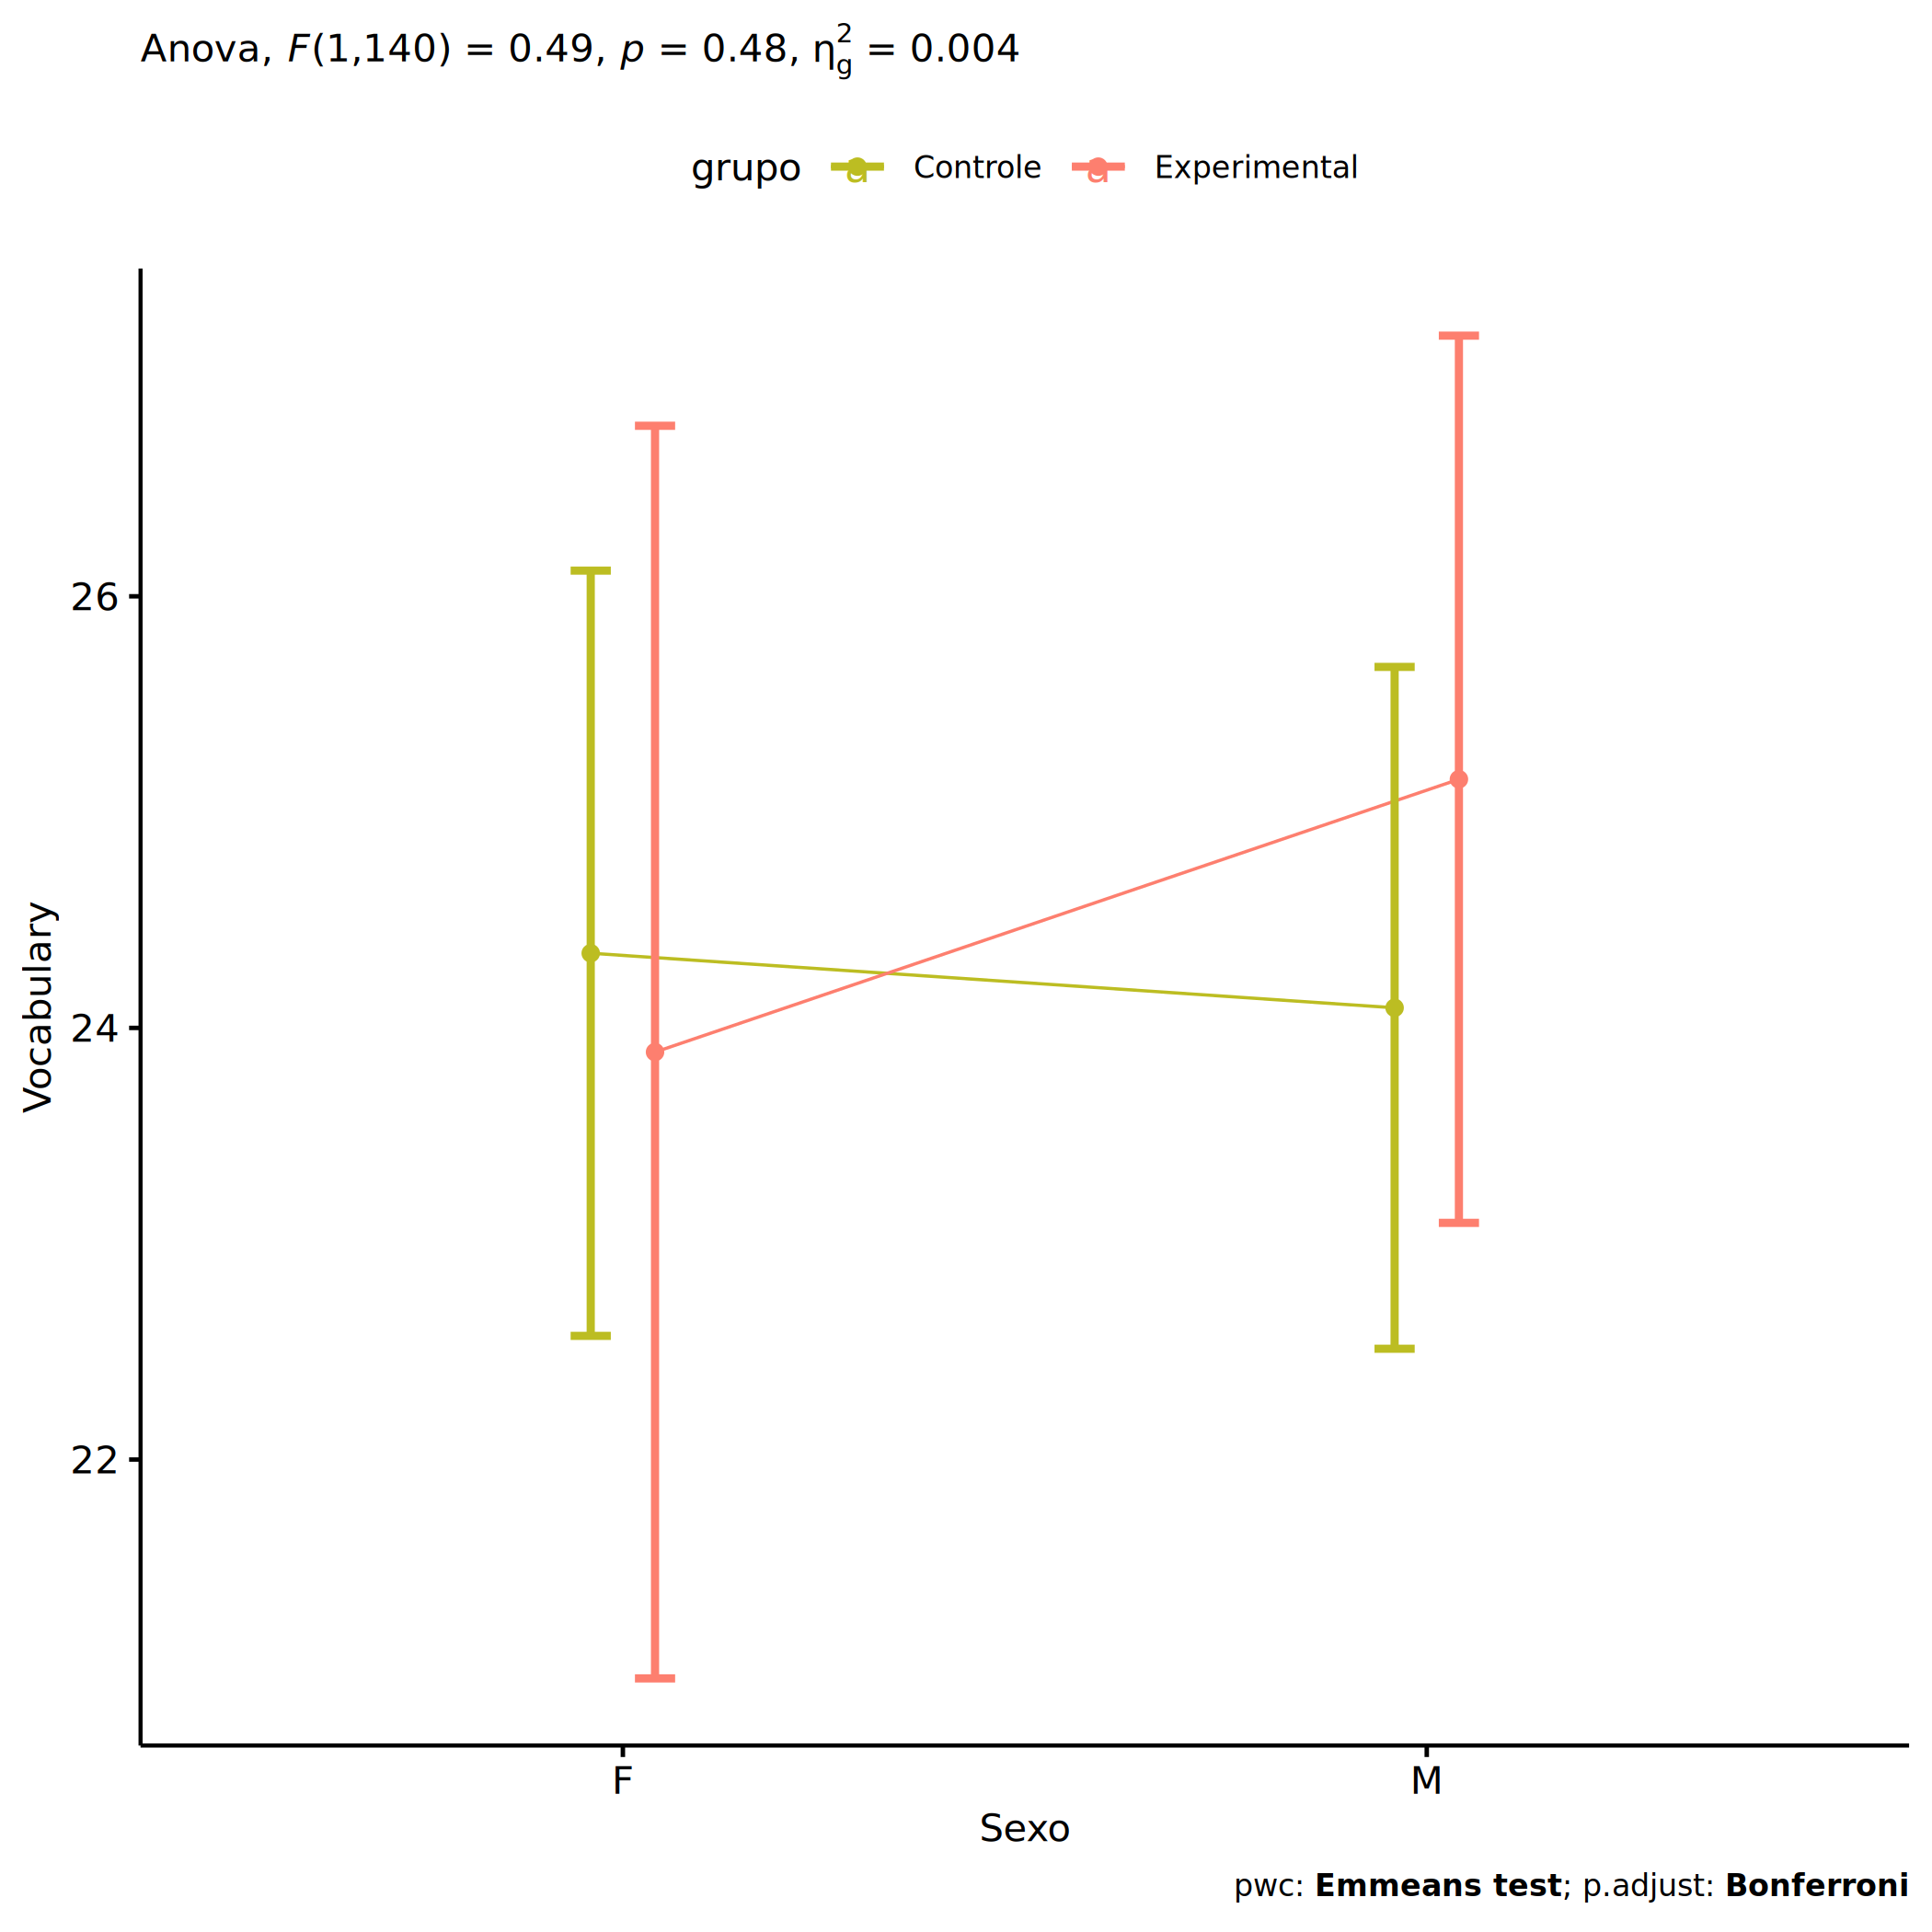 Anova, F(1,140) = 0.49, p = 0.48, η²g = 0.004
grupo a Controle a Experimental
Vocabulary
26
24
22
F M
Sexo
pwc: Emmeans test; p.adjust: Bonferroni